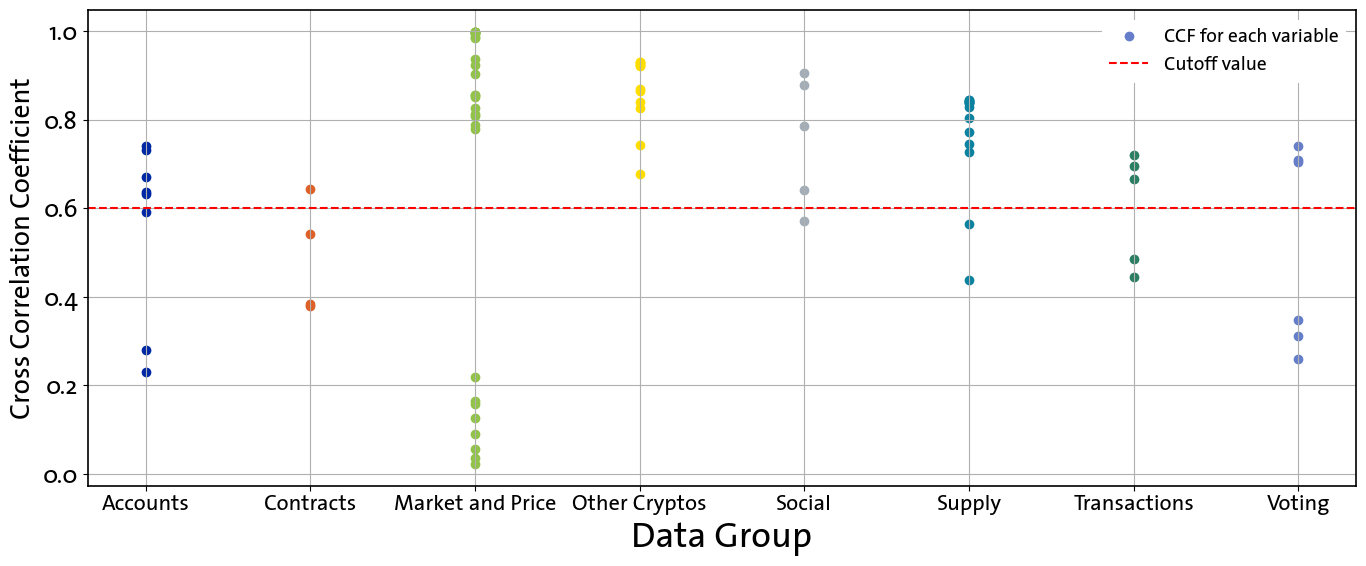 CCF for each variable
Cutoff value
Cross Correlation Coefficient
1.0
0.8
0.6
0.4
0.2
0.0
Accounts Contracts Market and Price Other Cryptos Social Supply Transactions Voting
Data Group